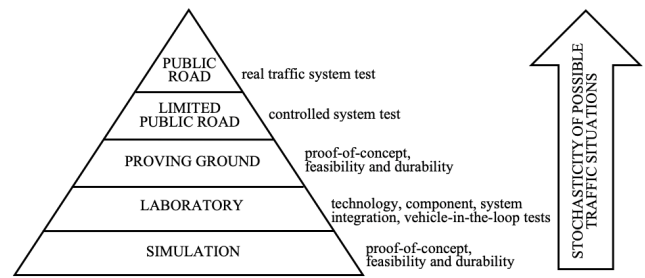 PUBLIC
ROAD
real traffic system test
LIMITED
PUBLIC ROAD
controlled system test
PROVING GROUND
proof-of-concept,
feasibility and durability
LABORATORY
technology, component, system
integration, vehicle-in-the-loop tests
SIMULATION
proof-of-concept,
feasibility and durability
STOCHASTICITY OF POSSIBLE
TRAFFIC SITUATIONS